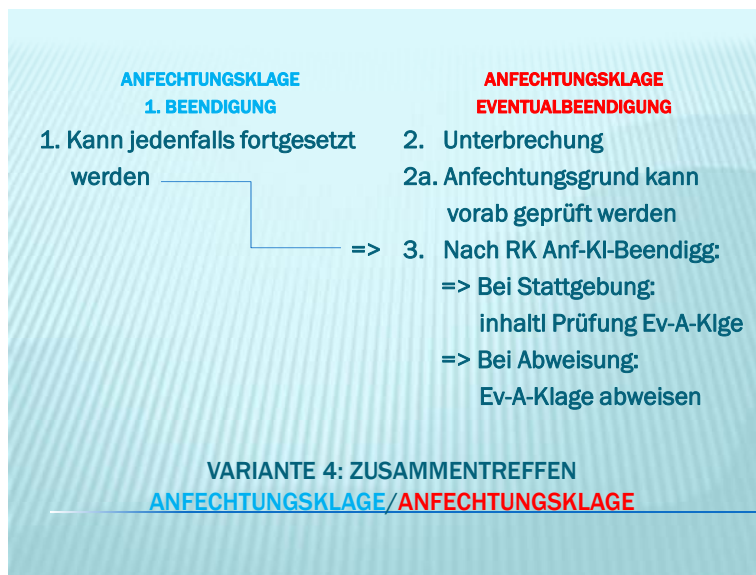 ANFECHTUNGSKLAGE
1. BEENDIGUNG
1. Kann jedenfalls fortgesetzt
werden
=>
ANFECHTUNGSKLAGE
EVENTUALBEENDIGUNG
2. Unterbrechung
2a. Anfechtungsgrund kann
vorab geprüft werden
3. Nach RK Anf-Kl-Beendigg:
=> Bei Stattgebung:
inhaltl Prüfung Ev-A-Klge
=> Bei Abweisung:
Ev-A-Klage abweisen
VARIANTE 4: ZUSAMMENTREFFEN
ANFECHTUNGSKLAGE/ANFECHTUNGSKLAGE